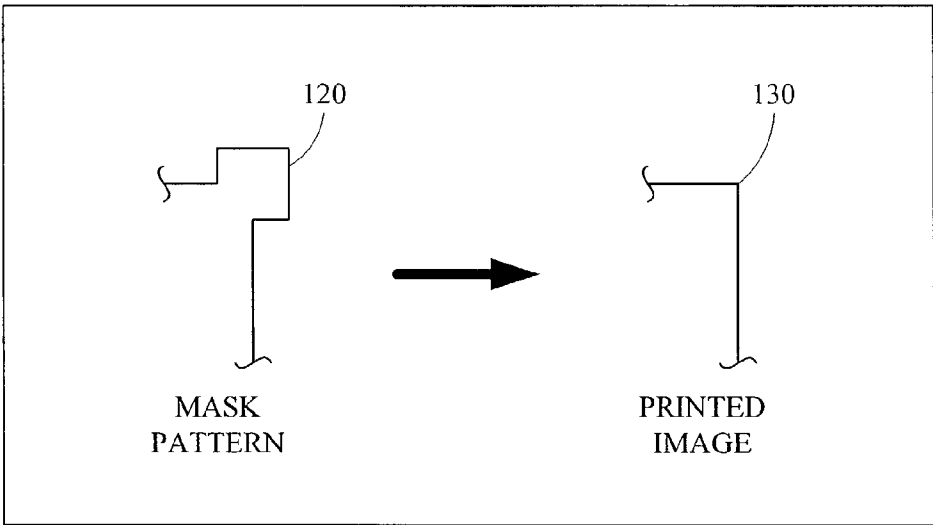 120
130
MASK
PATTERN
PRINTED
IMAGE